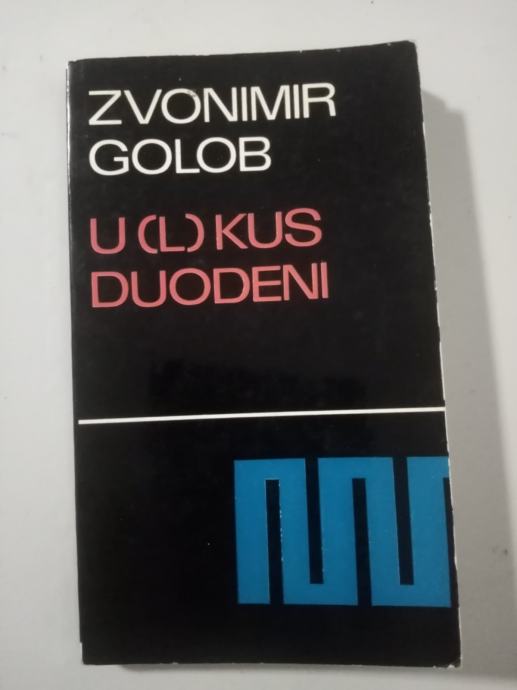 ZVONIMIR
GOLOB
U(L)KUS
DUODENI